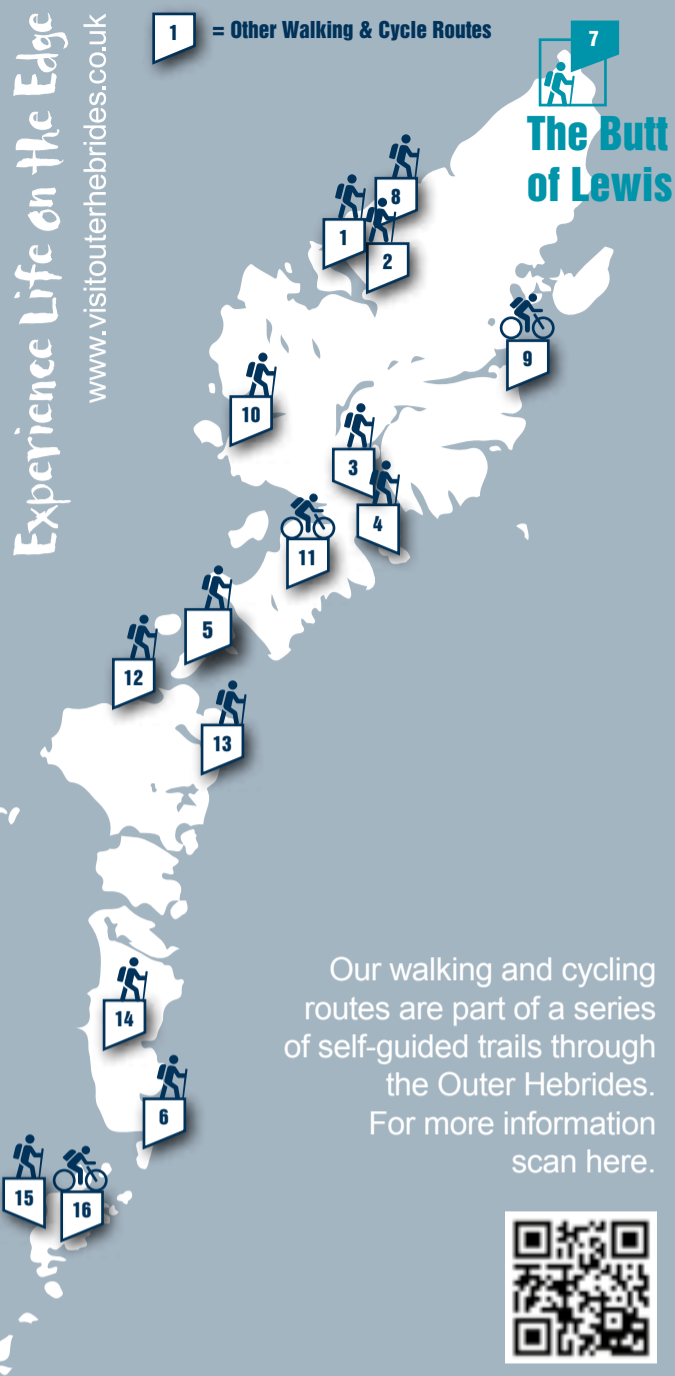 Experience Life on the Edge
www.visitouterhebrides.co.uk
1 = Other Walking & Cycle Routes
7
The Butt
of Lewis
8
1
2
9
10
3
4
11
5
12
13
14
6
15
16
Our walking and cycling
routes are part of a series
of self-guided trails through
the Outer Hebrides.
For more information
scan here.